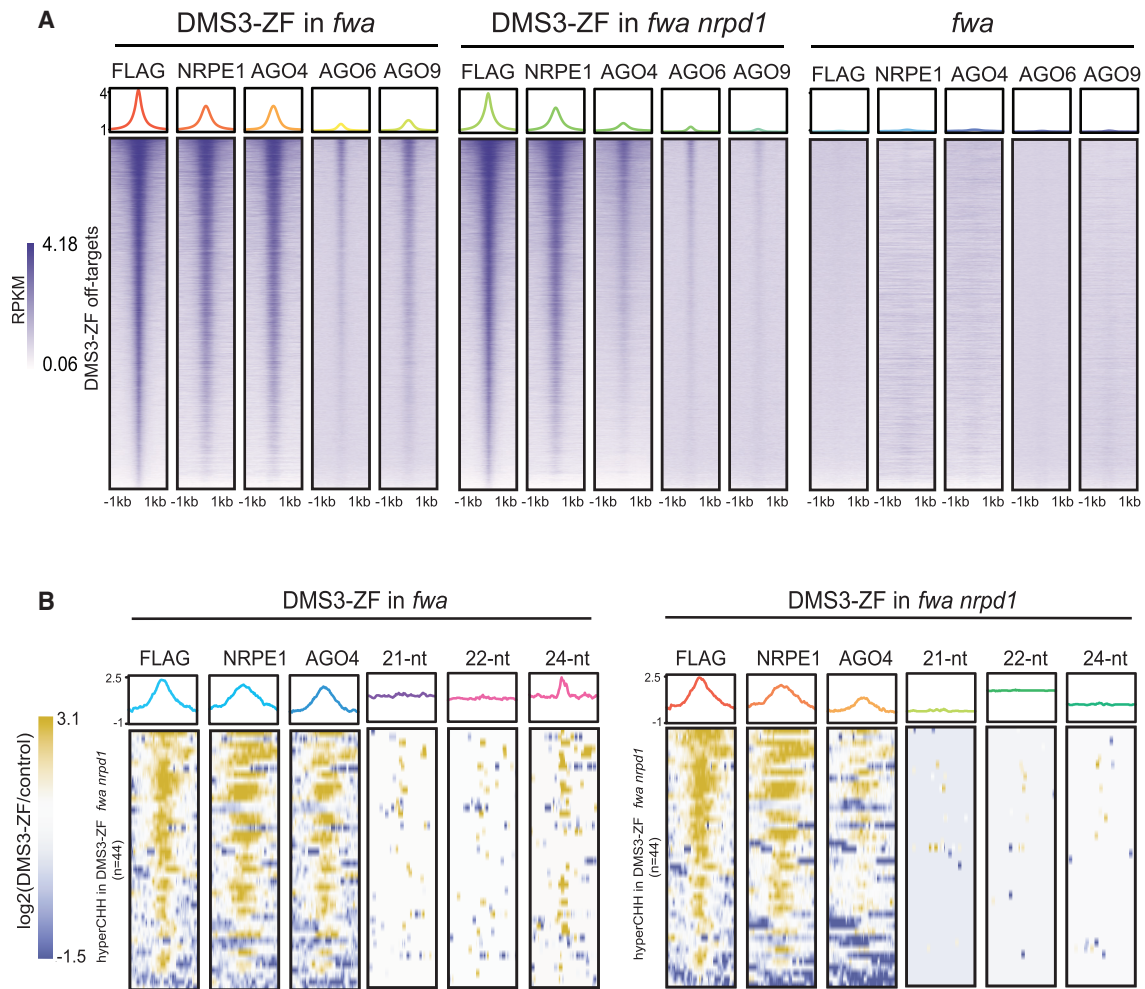 A
DMS3-ZF in fwa
DMS3-ZF in fwa nrpd1
fwa
FLAG NRPE1 AGO4 AGO6 AGO9
FLAG NRPE1 AGO4 AGO6 AGO9
FLAG NRPE1 AGO4 AGO6 AGO9
4
1
RPKM
4.18
0.06
DMS3-ZF off-targets
-1kb 1kb -1kb 1kb -1kb 1kb -1kb 1kb -1kb 1kb
-1kb 1kb -1kb 1kb -1kb 1kb -1kb 1kb -1kb 1kb
-1kb 1kb -1kb 1kb -1kb 1kb -1kb 1kb -1kb 1kb
B
DMS3-ZF in fwa
DMS3-ZF in fwa nrpd1
FLAG NRPE1 AGO4 21-nt 22-nt 24-nt
FLAG NRPE1 AGO4 21-nt 22-nt 24-nt
2.5
-1
2.5
-1
log2(DMS3-ZF/control)
3.1
-1.5
hyperCHH in DMS3-ZF fwa nrpd1
(n=44)
hyperCHH in DMS3-ZF fwa nrpd1
(n=44)